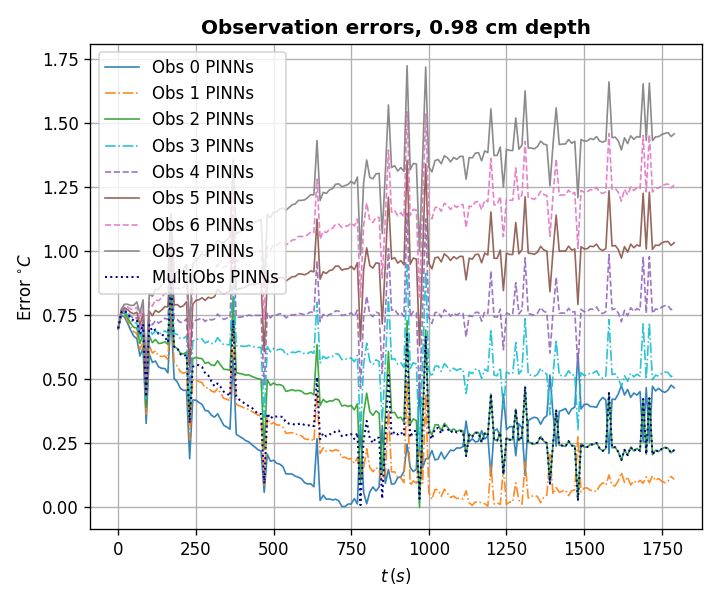 Observation errors, 0.98 cm depth
Error °C
1.75
1.50
1.25
1.00
0.75
0.50
0.25
0.00
Obs 0 PINNs
Obs 1 PINNs
Obs 2 PINNs
Obs 3 PINNs
Obs 4 PINNs
Obs 5 PINNs
Obs 6 PINNs
Obs 7 PINNs
MultiObs PINNs
0 250 500 750 1000 1250 1500 1750
t (s)